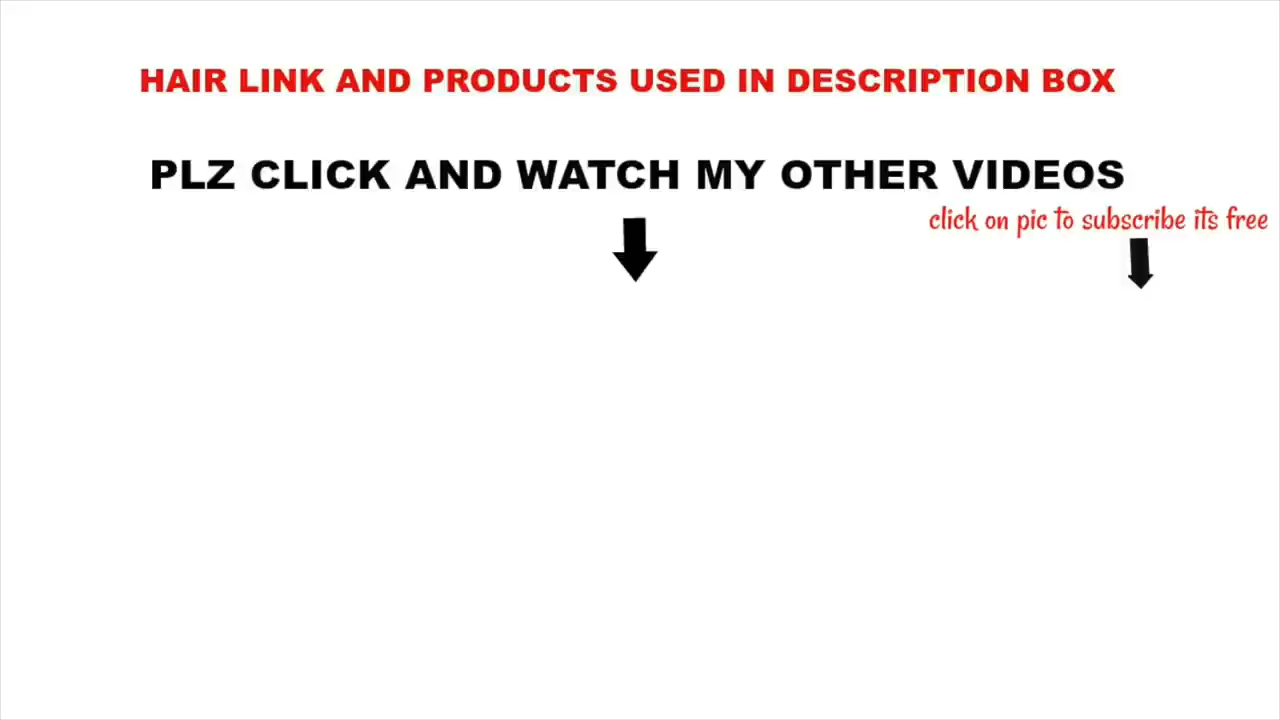 HAIR LINK AND PRODUCTS USED IN DESCRIPTION BOX
PLZ CLICK AND WATCH MY OTHER VIDEOS
click on pic to subscribe its free